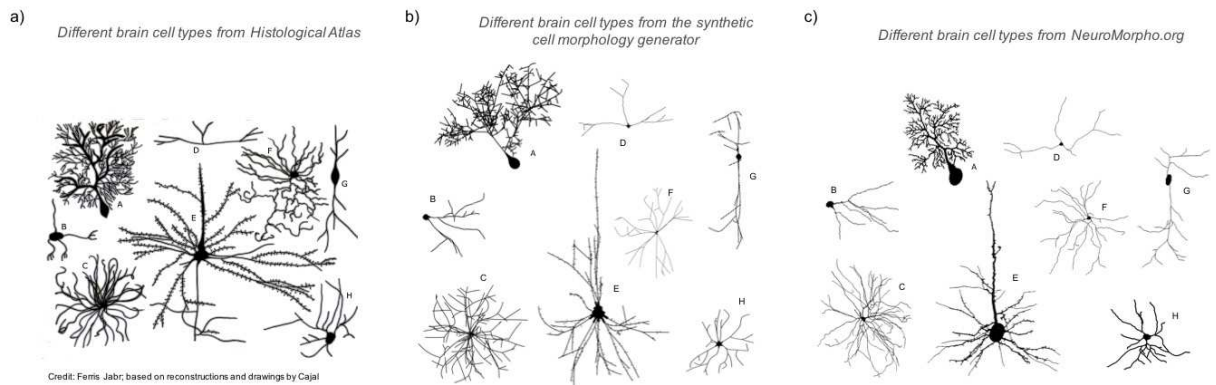 a)
Different brain cell types from Histological Atlas
A
B
C
D
E
F
G
H
Credit: Ferris Jabr; based on reconstructions and drawings by Cajal
b)
Different brain cell types from the synthetic
cell morphology generator
A
B
C
D
E
F
G
H
c)
Different brain cell types from NeuroMorpho.org
A
B
C
D
E
F
G
H